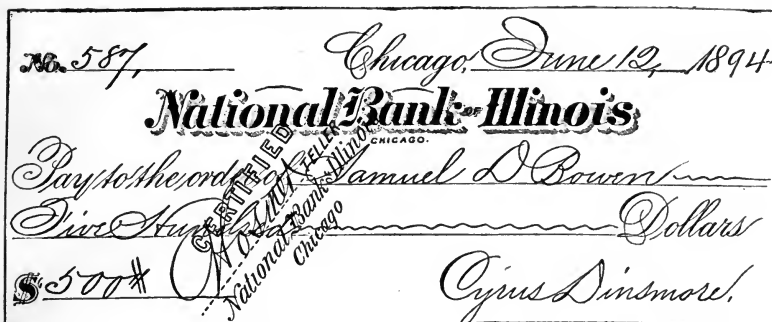 No. 587, Chicago, June 12, 1894
National Bank OF Illinois
CHICAGO.
Pay to the order of Samuel D Bowen
Five Hundred Dollars
$ 500# Cyrus Dinsmore.
CERTIFIED
TELLER
National Bank Illinois
Chicago